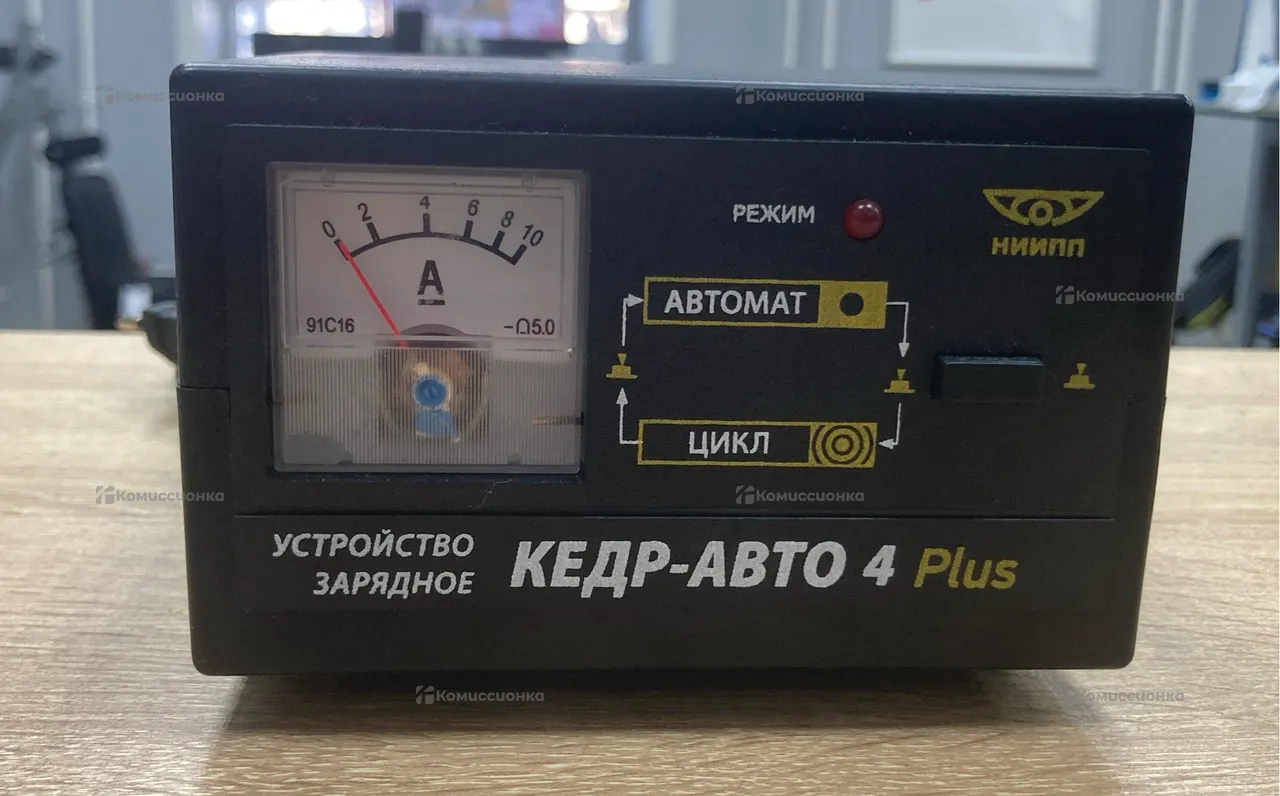 Комиссионка
Комиссионка
0 2 4 6 8 10
A
91C16
−Ω5.0
РЕЖИМ
НИИПП
Комиссионка
АВТОМАТ
ЦИКЛ
Комиссионка
Комиссионка
УСТРОЙСТВО
ЗАРЯДНОЕ
КЕДР-АВТО 4 Plus
Комиссионка
Комиссионка